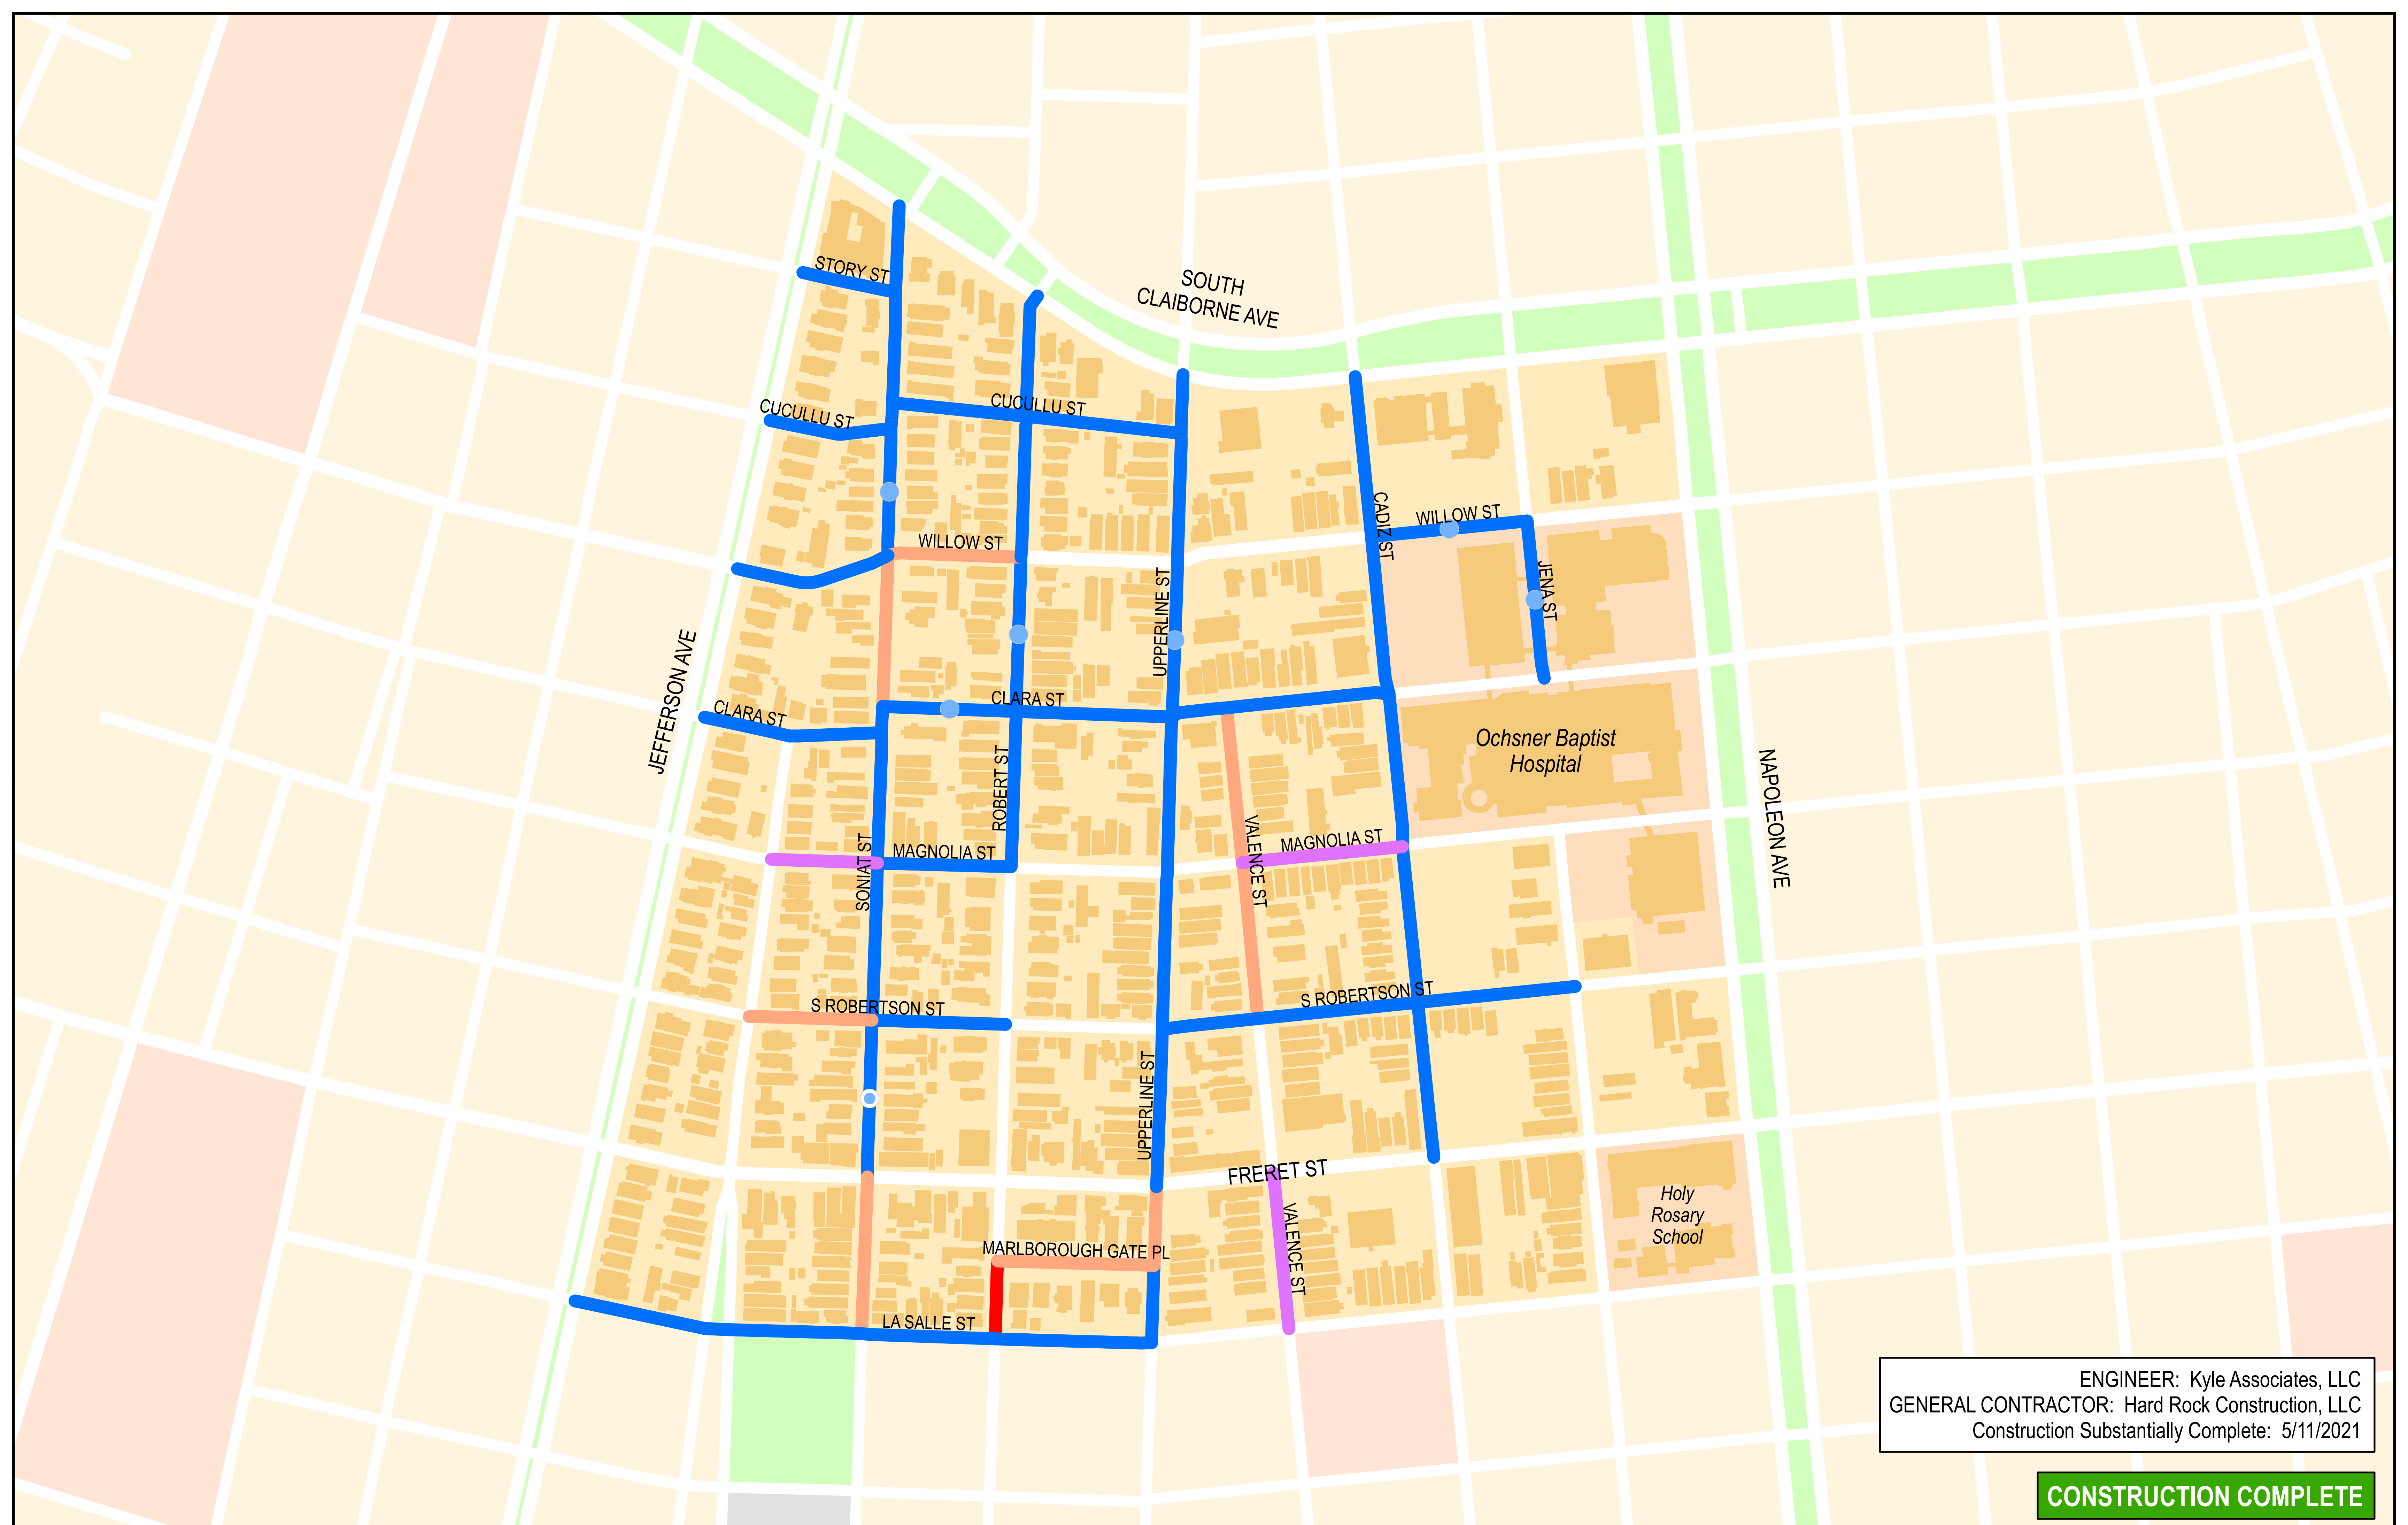 STORY ST
SOUTH
CLAIBORNE AVE
CUCULLU ST
CUCULLU ST
WILLOW ST
CADIZ ST
WILLOW ST
JENA ST
UPPERLINE ST
JEFFERSON AVE
CLARA ST
CLARA ST
ROBERT ST
Ochsner Baptist
Hospital
NAPOLEON AVE
SONIAT ST
MAGNOLIA ST
VALENCE ST
MAGNOLIA ST
S ROBERTSON ST
S ROBERTSON ST
UPPERLINE ST
FRERET ST
VALENCE ST
Holy
Rosary
School
MARLBOROUGH GATE PL
LA SALLE ST
ENGINEER: Kyle Associates, LLC
GENERAL CONTRACTOR: Hard Rock Construction, LLC
Construction Substantially Complete: 5/11/2021
CONSTRUCTION COMPLETE